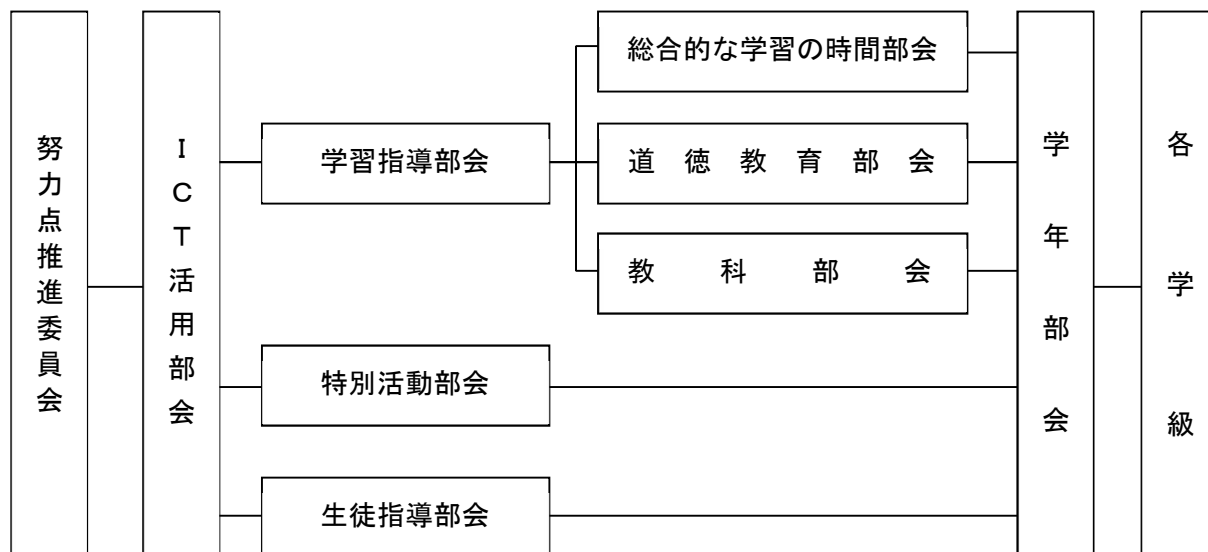 努力点推進委員会
ICT活用部会
学習指導部会
総合的な学習の時間部会
道徳教育部会
教科部会
特別活動部会
生徒指導部会
学年部会
各学級